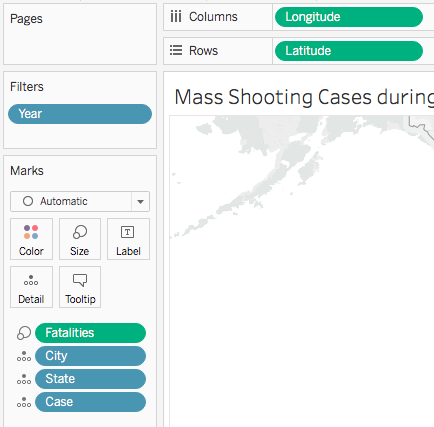 Pages
Columns
Longitude
Rows
Latitude
Filters
Year
Mass Shooting Cases during
Marks
Automatic
Color
Size
Label
Detail
Tooltip
Fatalities
City
State
Case